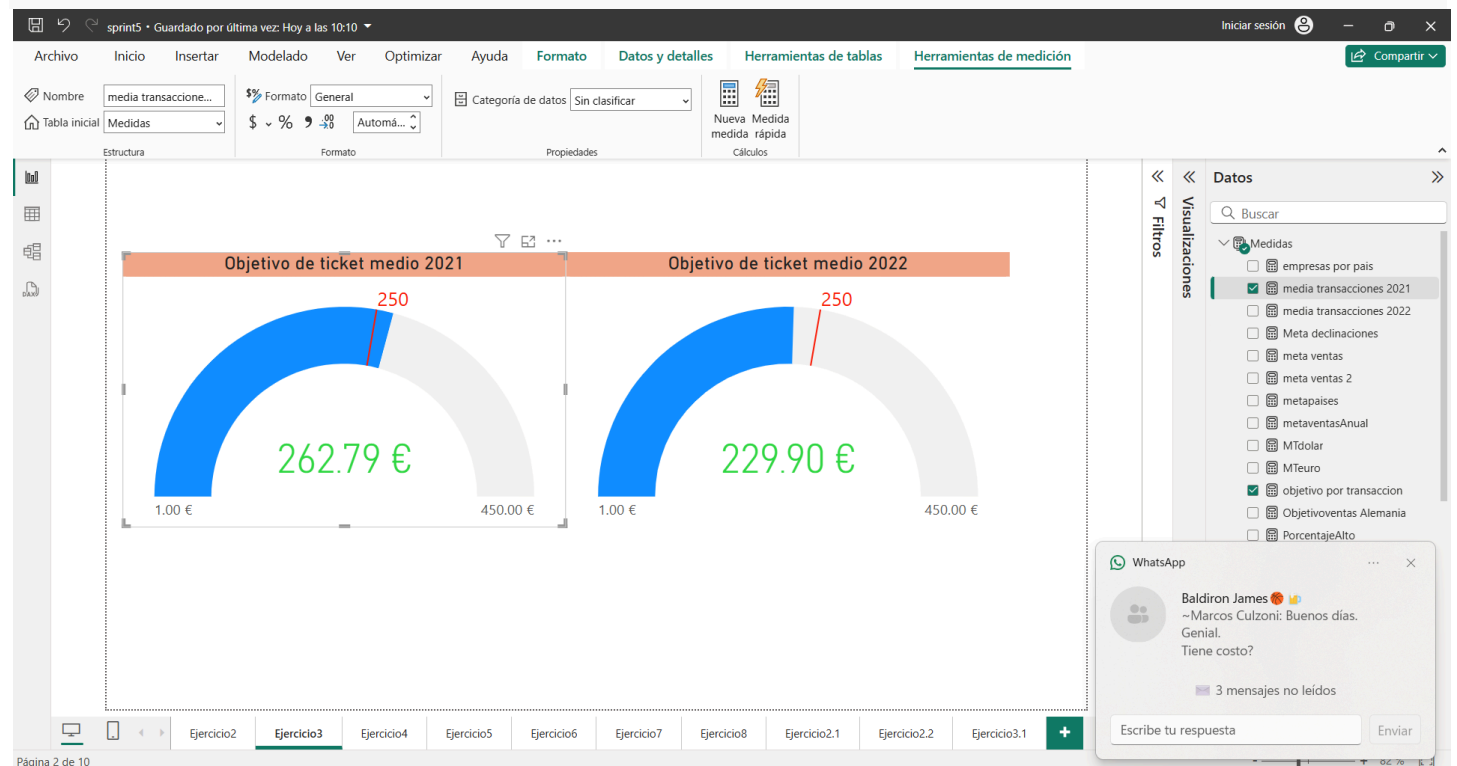 sprint5 • Guardado por última vez: Hoy a las 10:10
Iniciar sesión
Archivo Inicio Insertar Modelado Ver Optimizar Ayuda Formato Datos y detalles Herramientas de tablas Herramientas de medición
Compartir
Nombre media transaccione...
Tabla inicial Medidas
Estructura
$% Formato General
$ % 9 .00 →0 Automá...
Formato
Categoría de datos Sin clasificar
Propiedades
Nueva medida
Medida rápida
Cálculos
Objetivo de ticket medio 2021
250
262.79 €
1.00 €
450.00 €
Objetivo de ticket medio 2022
250
229.90 €
1.00 €
450.00 €
Filtros
Visualizaciones
Datos
Buscar
Medidas
empresas por pais
media transacciones 2021
media transacciones 2022
Meta declinaciones
meta ventas
meta ventas 2
metapaises
metaventasAnual
MTdolar
MTeuro
objetivo por transaccion
Objetivoventas Alemania
PorcentajeAlto
WhatsApp
Baldiron James
~Marcos Culzoni: Buenos días.
Genial.
Tiene costo?
3 mensajes no leídos
Escribe tu respuesta
Enviar
Ejercicio2 Ejercicio3 Ejercicio4 Ejercicio5 Ejercicio6 Ejercicio7 Ejercicio8 Ejercicio2.1 Ejercicio2.2 Ejercicio3.1 +
Página 2 de 10
82 %